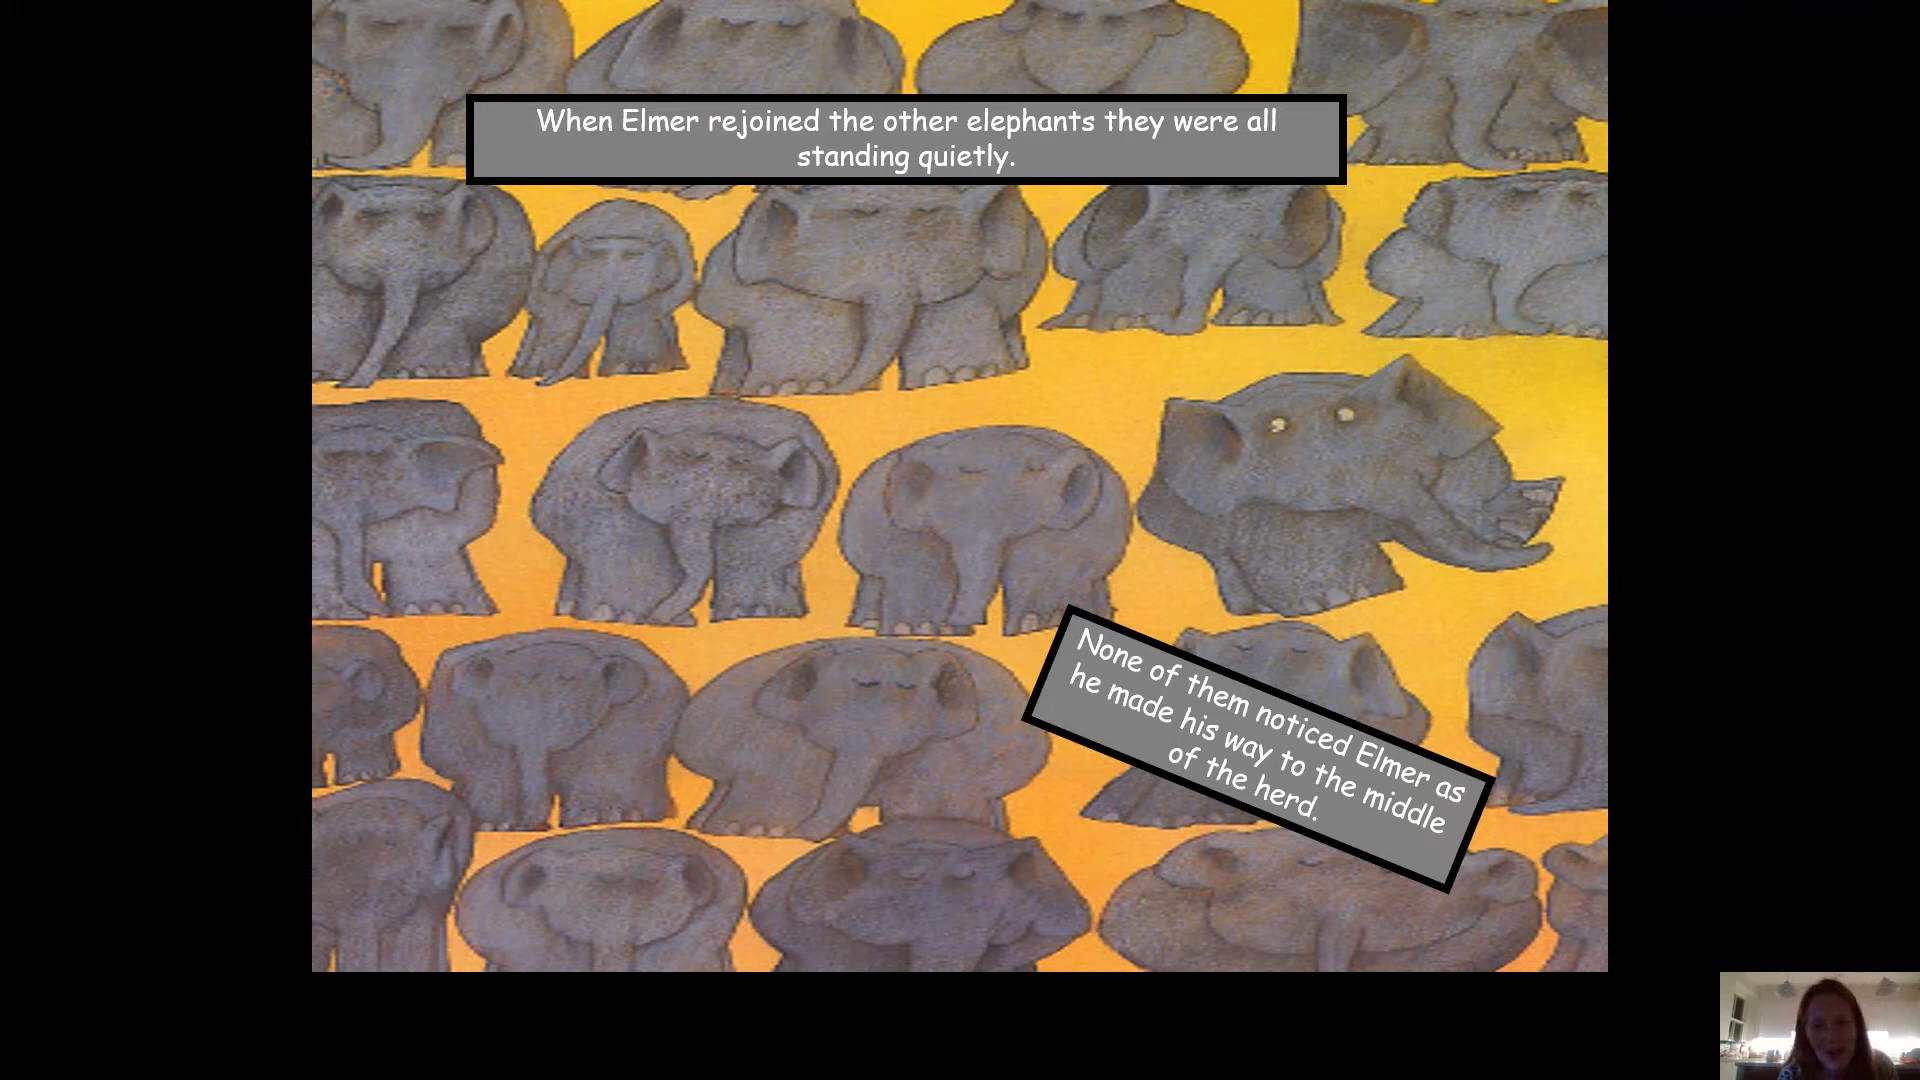 When Elmer rejoined the other elephants they were all
standing quietly.
None of them noticed Elmer as
he made his way to the middle
of the herd.